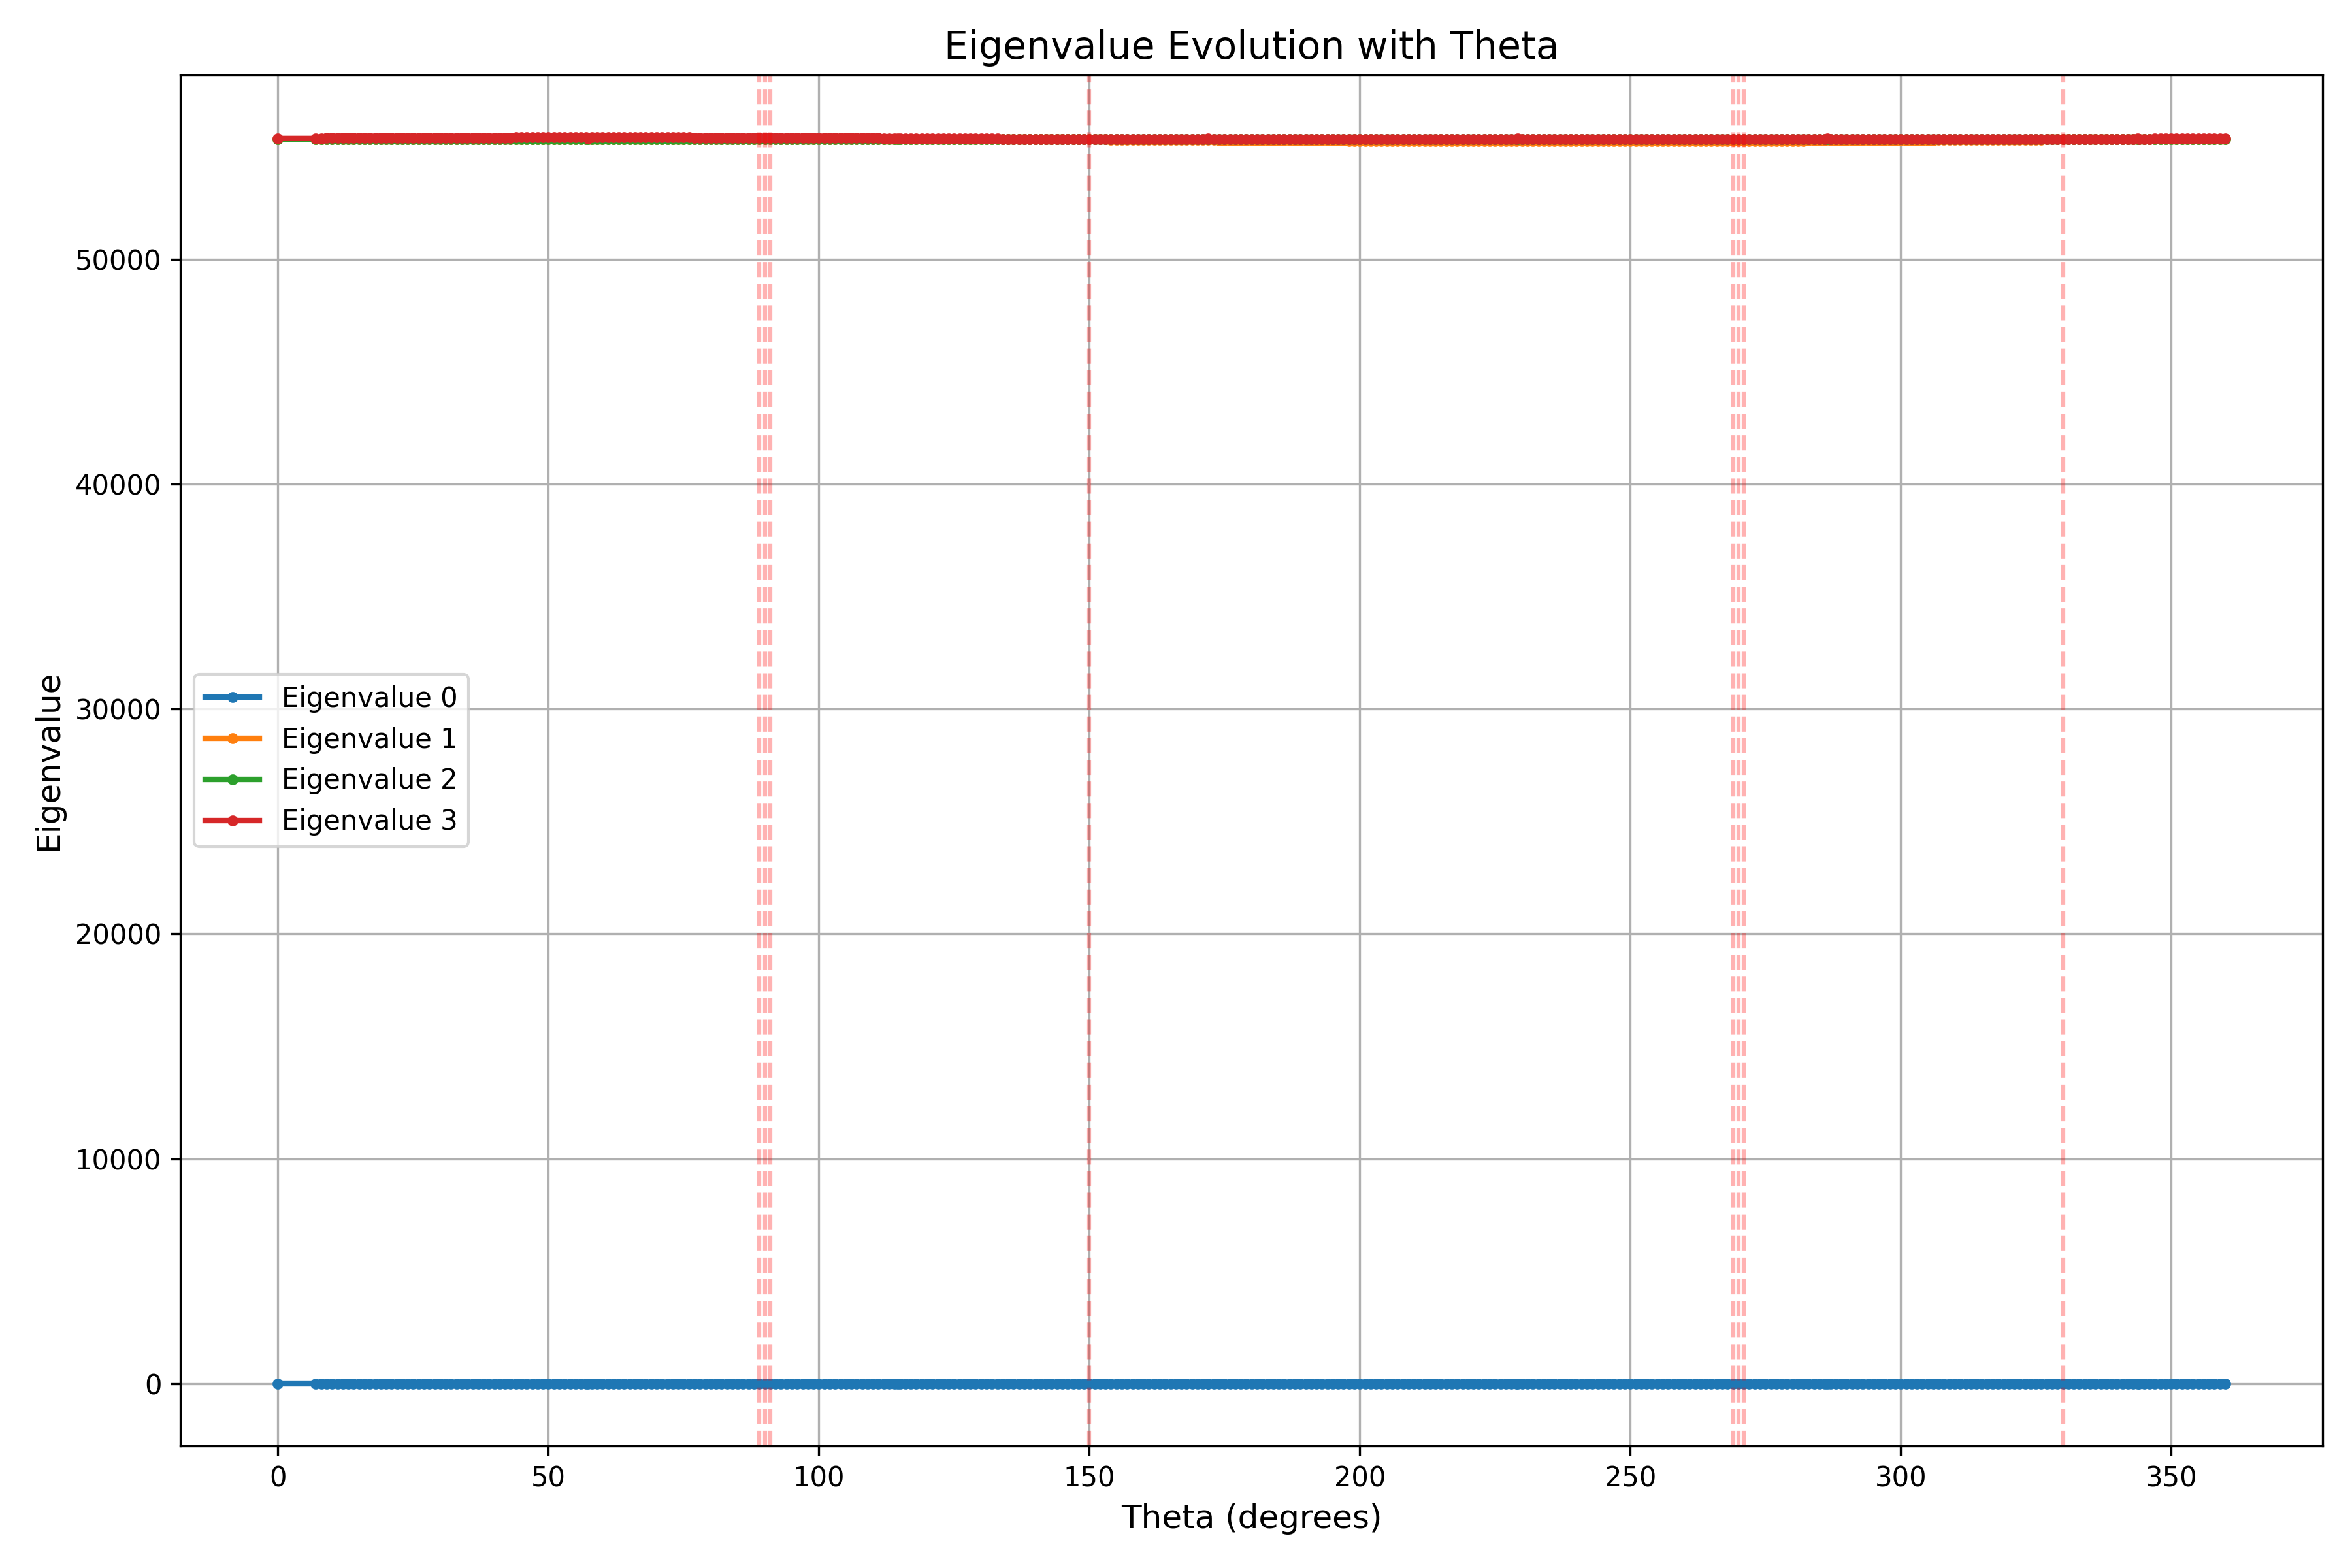 Eigenvalue Evolution with Theta
Eigenvalue
50000
40000
30000
20000
10000
0
Eigenvalue 0
Eigenvalue 1
Eigenvalue 2
Eigenvalue 3
0 50 100 150 200 250 300 350
Theta (degrees)